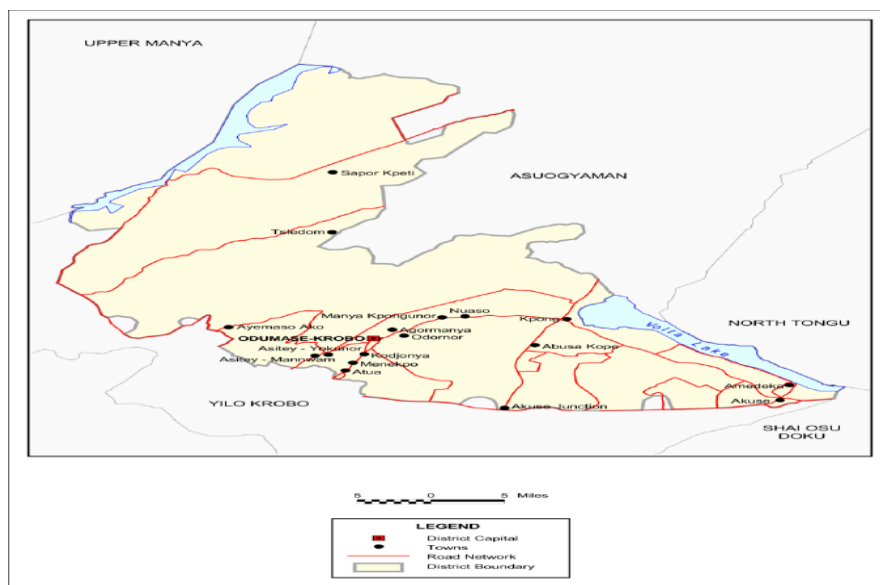 UPPER MANYA
Sapor Kpeti
ASUOGYAMAN
Tsledom
Manya Kpongunor
Nuaso
Kpong
Volta Lake
NORTH TONGU
Ayemaso Ako
Agormanya
ODUMASE-KROBO
Odornor
Abusa Kope
Asitey - Yokunor
Kodjonya
Asitey - Mannwam
Menekpo
Atua
Amedeka
YILO KROBO
Akuse Junction
Akuse
SHAI OSU
DOKU
5 0 5 Miles
LEGEND
District Capital
Towns
Road Network
District Boundary